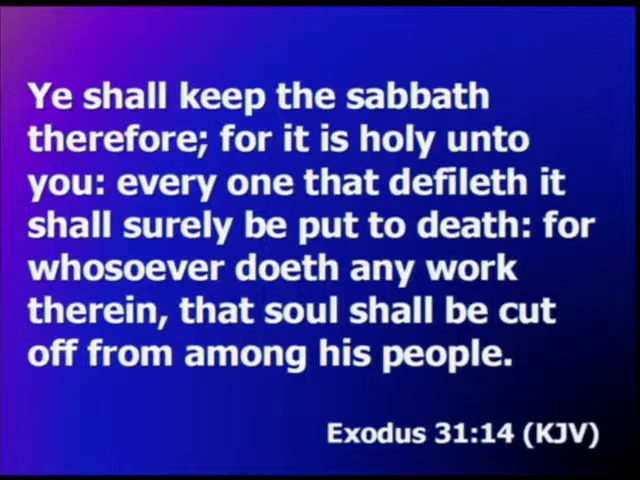 Ye shall keep the sabbath
therefore; for it is holy unto
you: every one that defileth it
shall surely be put to death: for
whosoever doeth any work
therein, that soul shall be cut
off from among his people.
Exodus 31:14 (KJV)